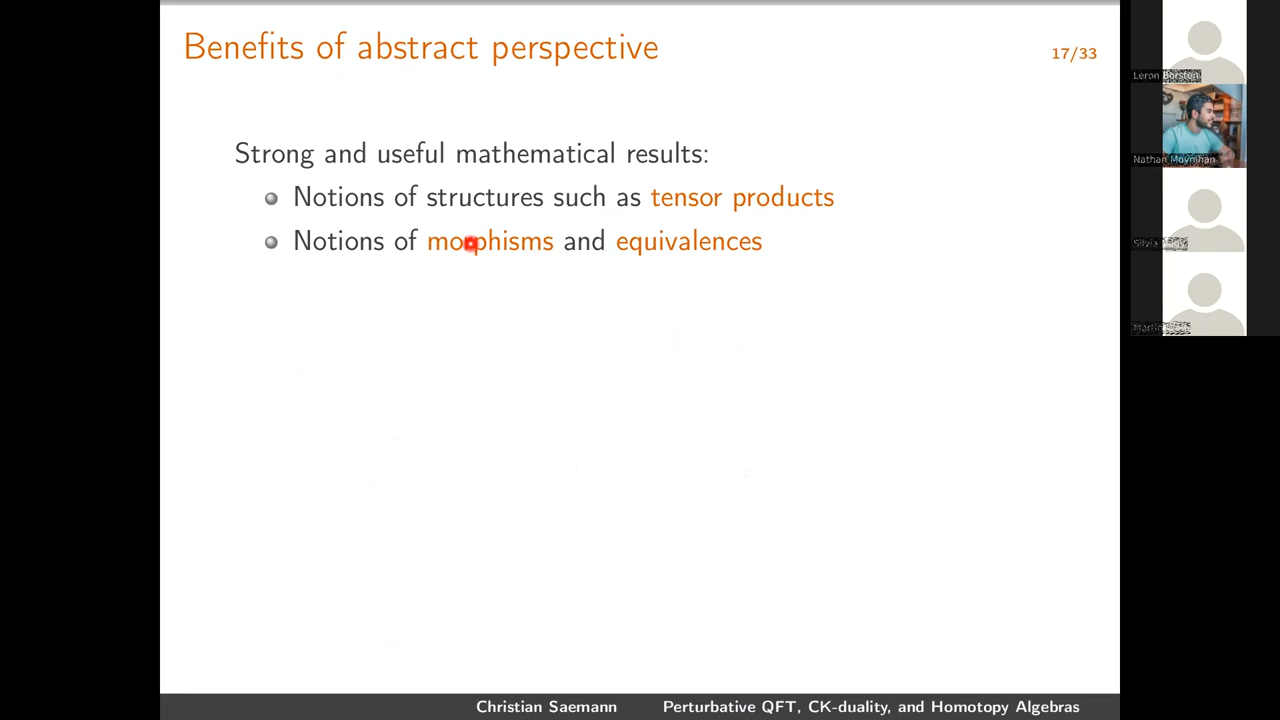 Benefits of abstract perspective
17/33
Strong and useful mathematical results:
Notions of structures such as tensor products
Notions of morphisms and equivalences
Christian Saemann Perturbative QFT, CK-duality, and Homotopy Algebras
Leron Borsten
Nathan Moynihan
Silvia